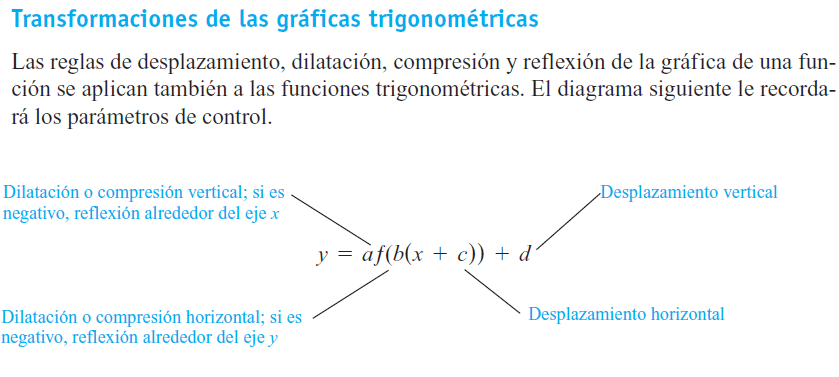 Transformaciones de las gráficas trigonométricas
Las reglas de desplazamiento, dilatación, compresión y reflexión de la gráfica de una fun-
ción se aplican también a las funciones trigonométricas. El diagrama siguiente le recorda-
rá los parámetros de control.
Dilatación o compresión vertical; si es
negativo, reflexión alrededor del eje x
Desplazamiento vertical
y = af(b(x + c)) + d
Dilatación o compresión horizontal; si es
negativo, reflexión alrededor del eje y
Desplazamiento horizontal